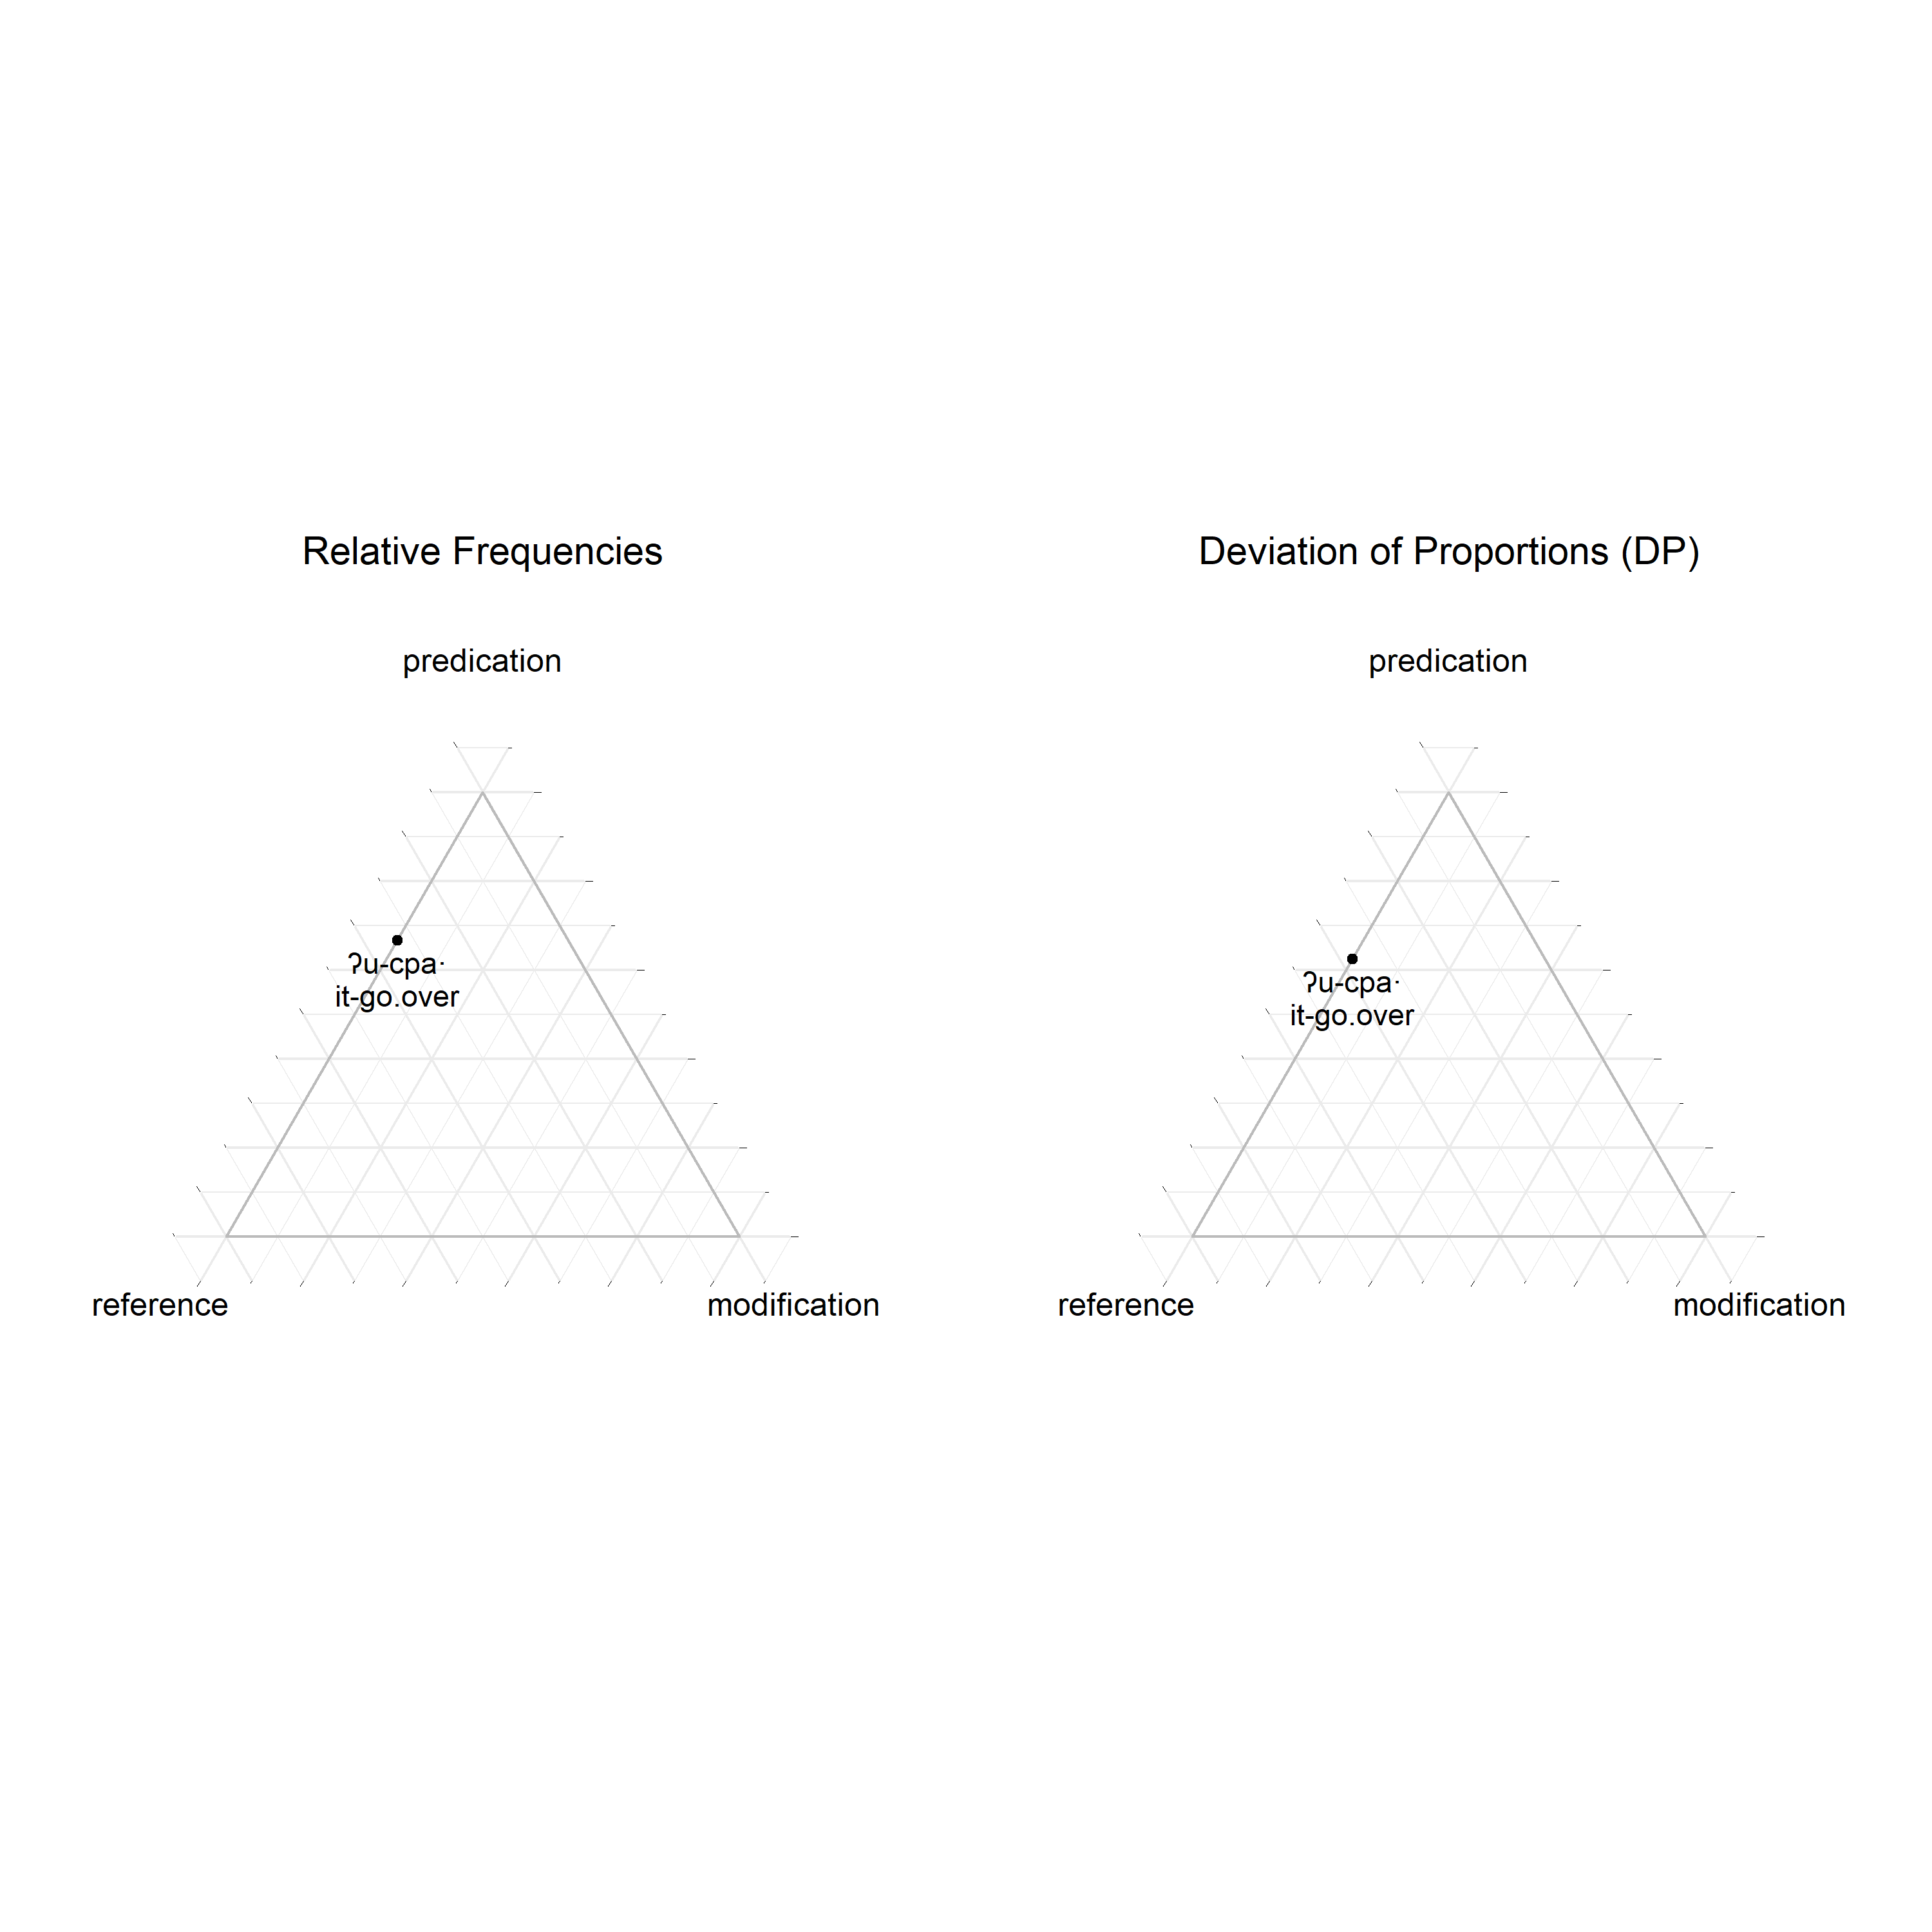 Relative Frequencies
predication
ʔu-cpa·
it-go.over
reference
modification
Deviation of Proportions (DP)
predication
ʔu-cpa·
it-go.over
reference
modification